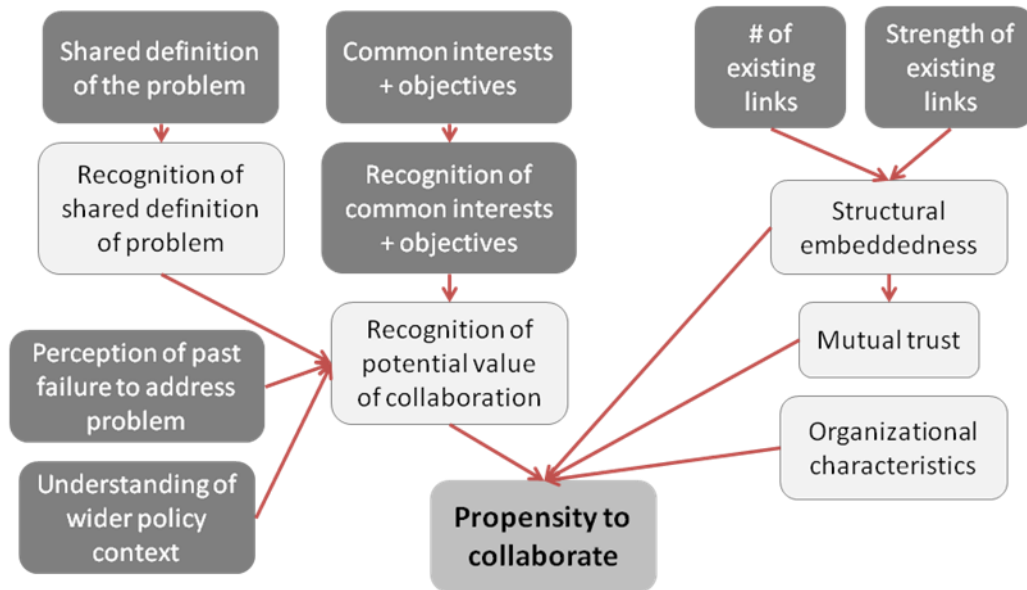 Shared definition
of the problem
Common interests
+ objectives
# of
existing
links
Strength of
existing
links
Recognition of
shared definition
of problem
Recognition of
common interests
+ objectives
Structural
embeddedness
Perception of past
failure to address
problem
Recognition of
potential value
of collaboration
Mutual trust
Organizational
characteristics
Understanding of
wider policy
context
Propensity to
collaborate